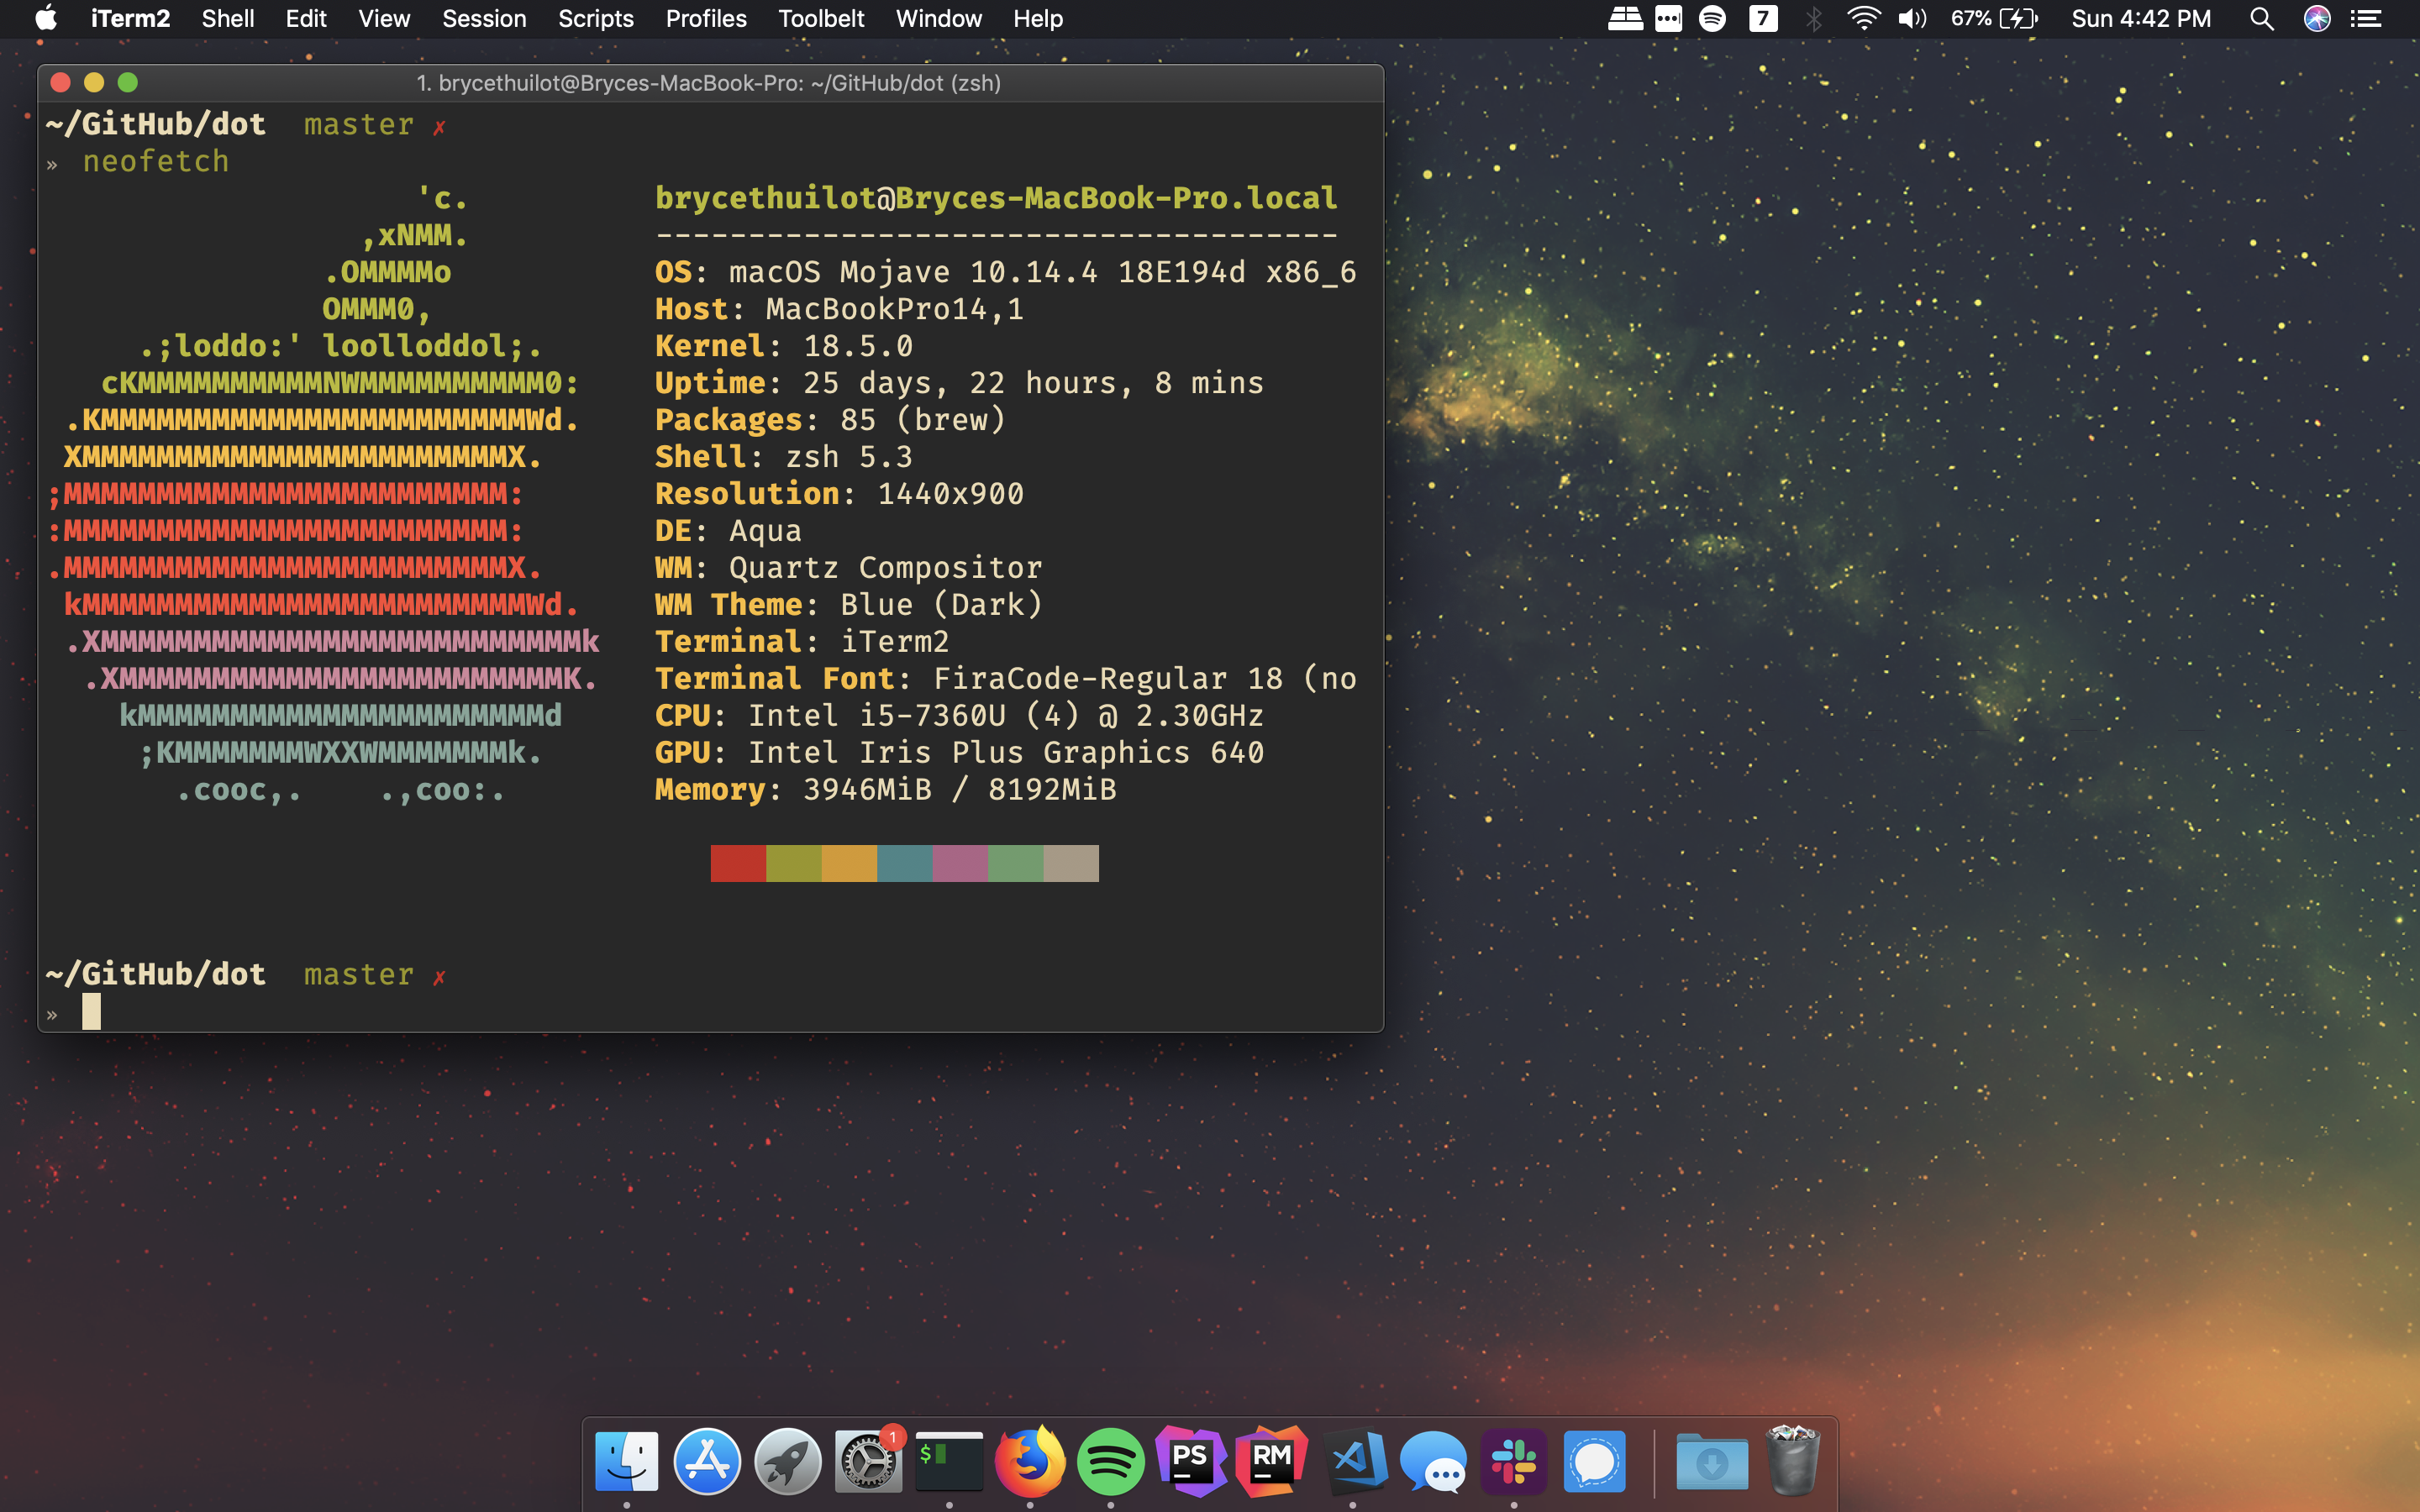 iTerm2 Shell Edit View Session Scripts Profiles Toolbelt Window Help 7 67% Sun 4:42 PM
1. brycethuilot@Bryces-MacBook-Pro: ~/GitHub/dot (zsh)
~/GitHub/dot master ✗
» neofetch
'c. brycethuilot@Bryces-MacBook-Pro.local
,xNMM. -------------------------------------
.OMMMMo OS: macOS Mojave 10.14.4 18E194d x86_6
OMMM0, Host: MacBookPro14,1
.;loddo:' loolloddol;. Kernel: 18.5.0
cKMMMMMMMMMMNWMMMMMMMMMM0: Uptime: 25 days, 22 hours, 8 mins
.KMMMMMMMMMMMMMMMMMMMMMMMWd. Packages: 85 (brew)
XMMMMMMMMMMMMMMMMMMMMMMMX. Shell: zsh 5.3
;MMMMMMMMMMMMMMMMMMMMMMMM: Resolution: 1440x900
:MMMMMMMMMMMMMMMMMMMMMMMM: DE: Aqua
.MMMMMMMMMMMMMMMMMMMMMMMMX. WM: Quartz Compositor
kMMMMMMMMMMMMMMMMMMMMMMMMWd. WM Theme: Blue (Dark)
.XMMMMMMMMMMMMMMMMMMMMMMMMMMk Terminal: iTerm2
.XMMMMMMMMMMMMMMMMMMMMMMMMK. Terminal Font: FiraCode-Regular 18 (no
kMMMMMMMMMMMMMMMMMMMMMMd CPU: Intel i5-7360U (4) @ 2.30GHz
;KMMMMMMMWXXWMMMMMMMk. GPU: Intel Iris Plus Graphics 640
.cooc,. .,coo:. Memory: 3946MiB / 8192MiB
~/GitHub/dot master ✗
»
1
$
PS
RM